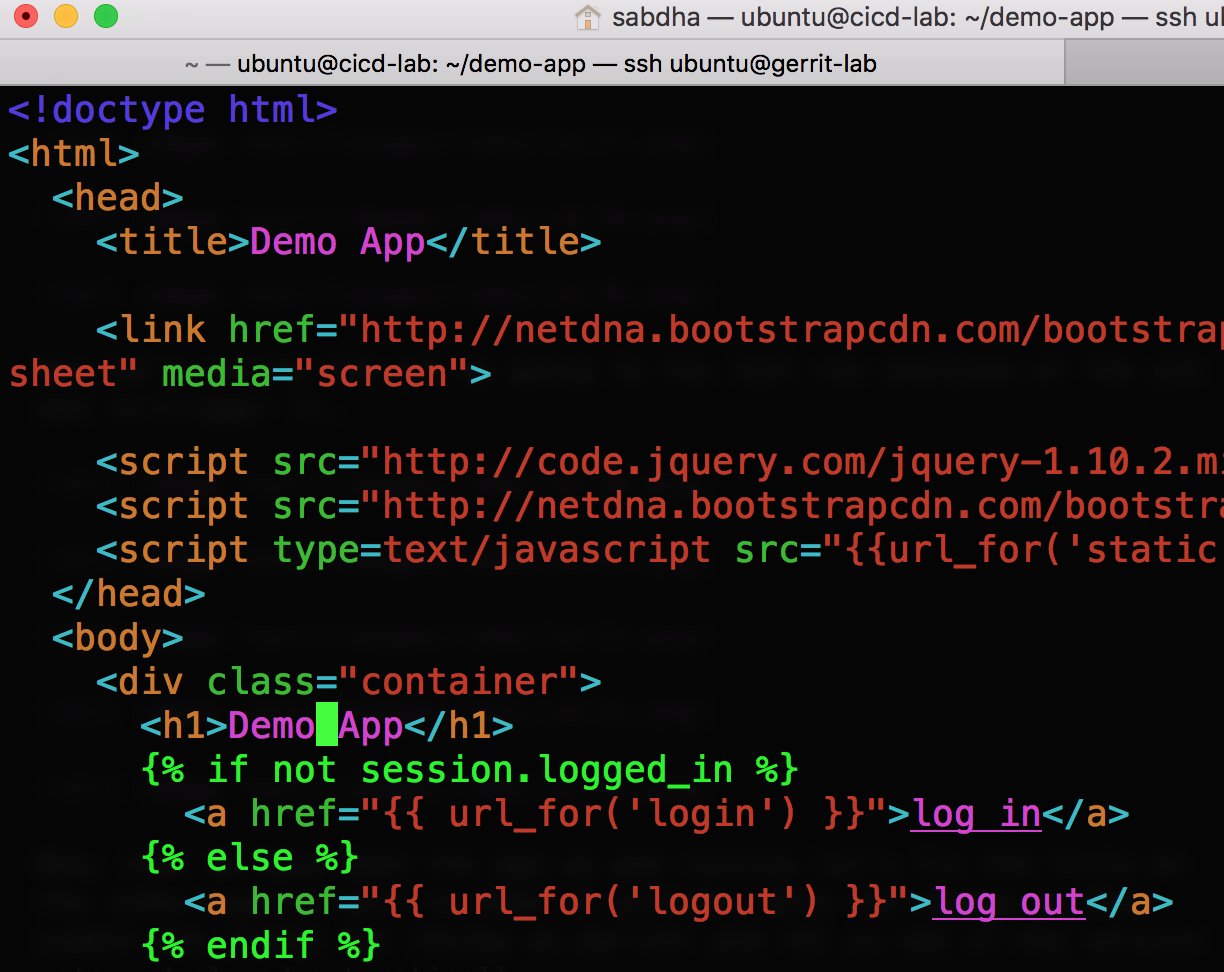 sabdha — ubuntu@cicd-lab: ~/demo-app — ssh
~ — ubuntu@cicd-lab: ~/demo-app — ssh ubuntu@gerrit-lab
<!doctype html>
<html>
<head>
<title>Demo App</title>
<link href="http://netdna.bootstrapcdn.com/bootstrap
sheet" media="screen">
<script src="http://code.jquery.com/jquery-1.10.2.mi
<script src="http://netdna.bootstrapcdn.com/bootstra
<script type=text/javascript src="{{url_for('static
</head>
<body>
<div class="container">
<h1>Demo App</h1>
{% if not session.logged_in %}
<a href="{{ url_for('login') }}">log in</a>
{% else %}
<a href="{{ url_for('logout') }}">log out</a>
{% endif %}